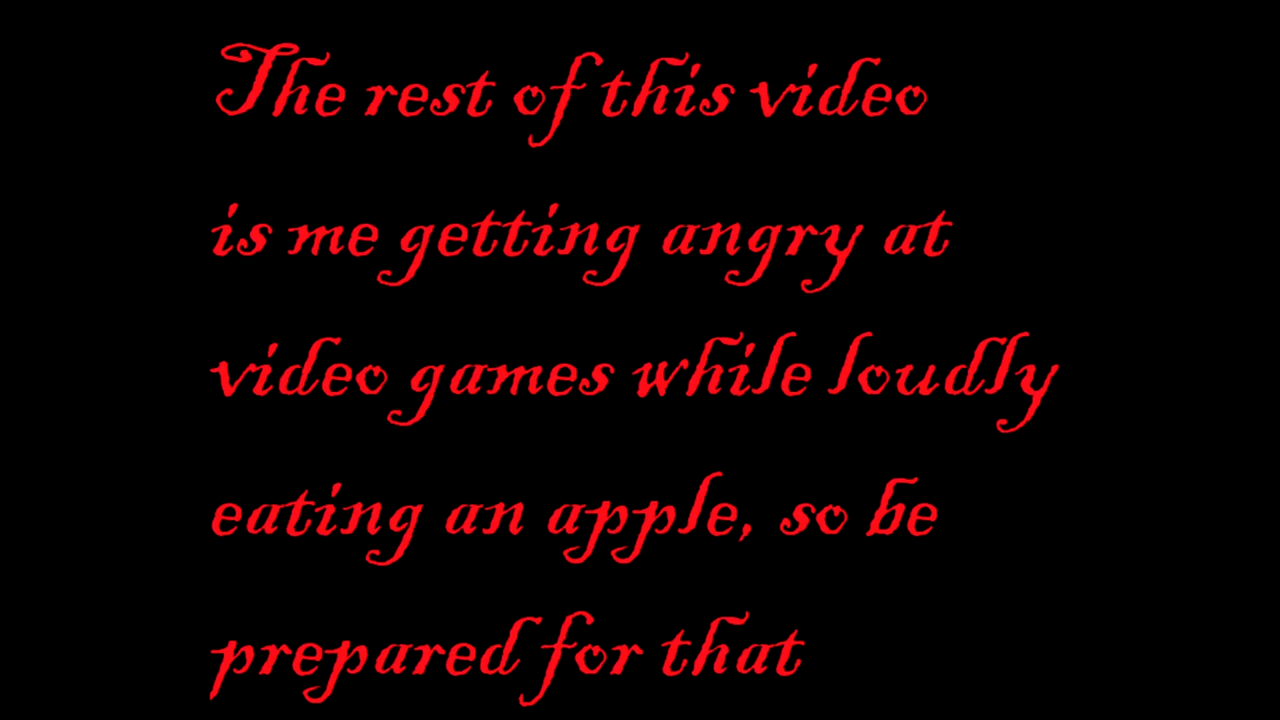 The rest of this video
is me getting angry at
video games while loudly
eating an apple, so be
prepared for that